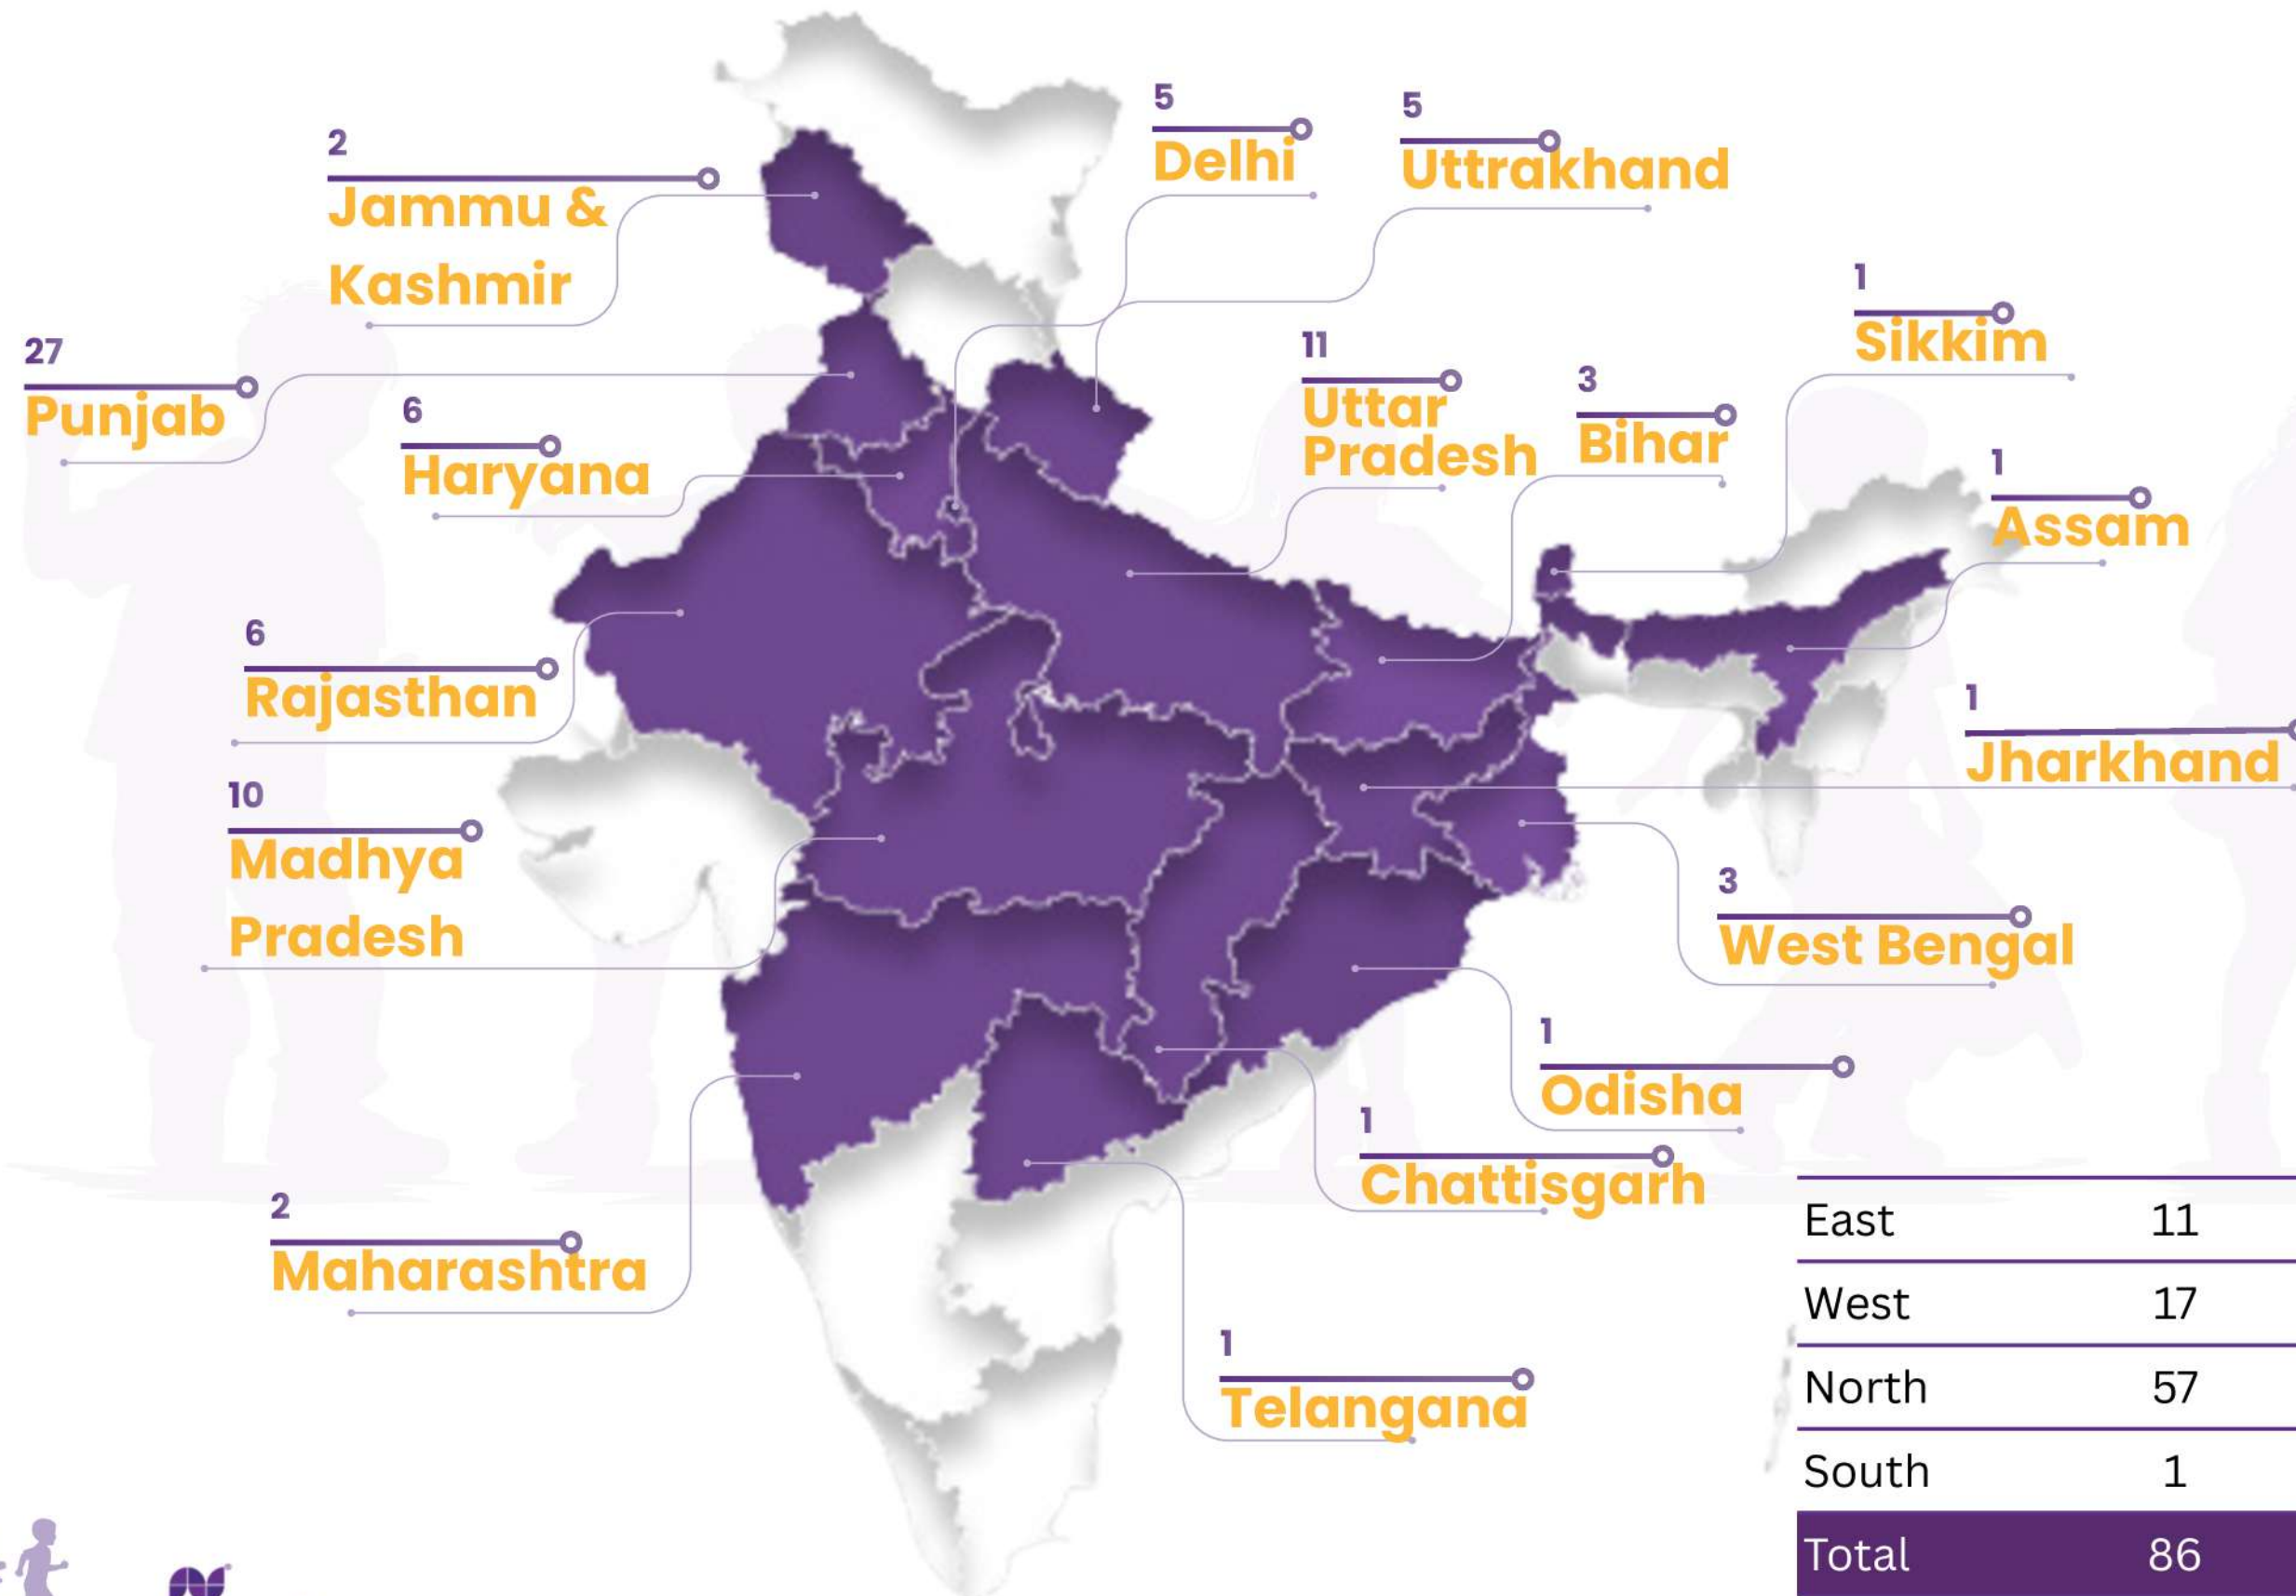 5
Delhi
5
Uttrakhand
2
Jammu &
Kashmir
1
Sikkim
27
Punjab
11
Uttar
Pradesh
3
Bihar
6
Haryana
1
Assam
6
Rajasthan
1
Jharkhand
10
Madhya
Pradesh
3
West Bengal
1
Odisha
1
Chattisgarh
2
Maharashtra
1
Telangana
East 11
West 17
North 57
South 1
Total 86